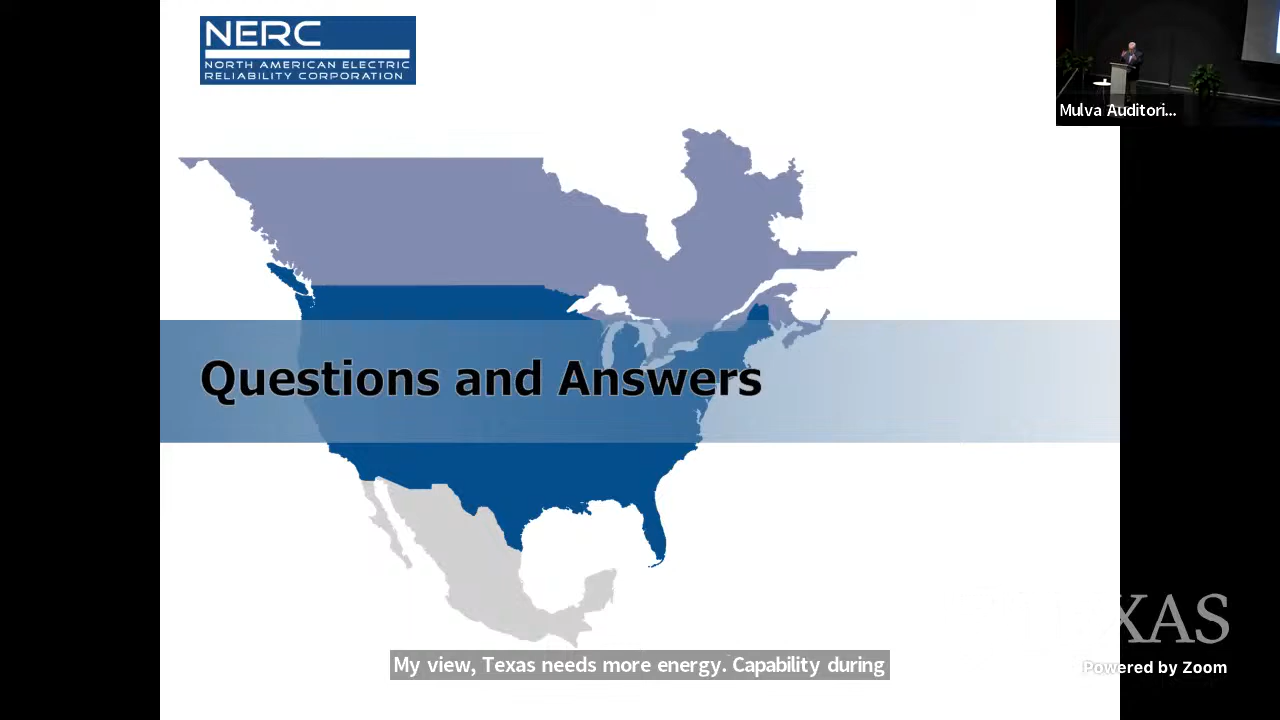 NERC
NORTH AMERICAN ELECTRIC
RELIABILITY CORPORATION
Mulva Auditori...
Questions and Answers
XAS
Powered by Zoom
My view, Texas needs more energy. Capability during